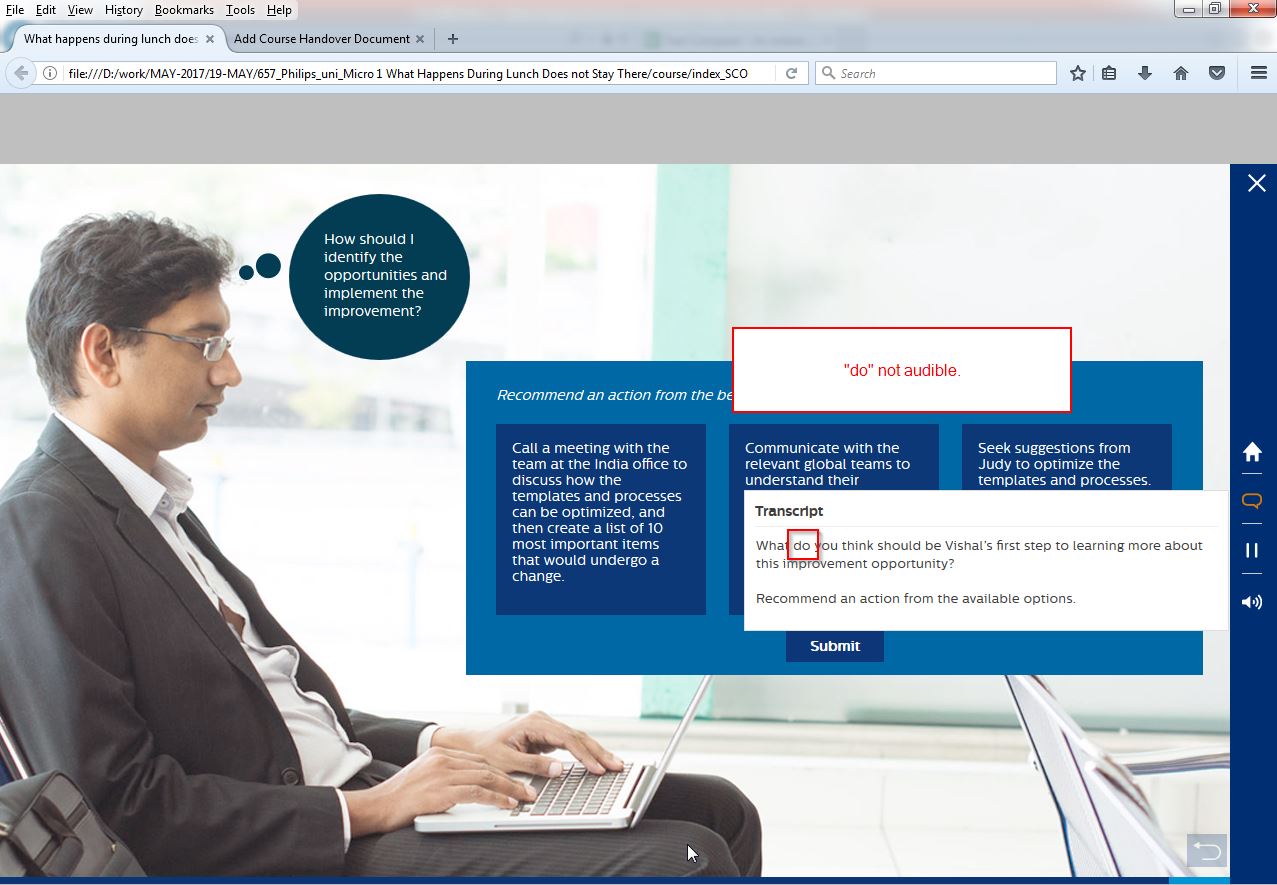 File Edit View History Bookmarks Tools Help
What happens during lunch does
Add Course Handover Document
file:///D:/work/MAY-2017/19-MAY/657_Philips_uni_Micro 1 What Happens During Lunch Does not Stay There/course/index_SCO
Search
How should I
identify the
opportunities and
implement the
improvement?
"do" not audible.
Recommend an action from the be
Call a meeting with the
team at the India office to
discuss how the
templates and processes
can be optimized, and
then create a list of 10
most important items
that would undergo a
change.
Communicate with the
relevant global teams to
understand their
Seek suggestions from
Judy to optimize the
templates and processes.
Transcript
What do you think should be Vishal's first step to learning more about
this improvement opportunity?
Recommend an action from the available options.
Submit